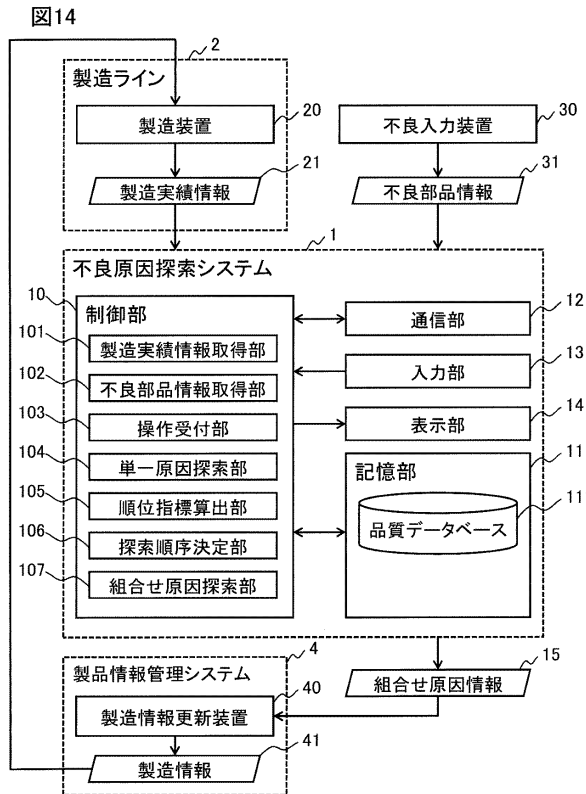 図14
2
製造ライン
製造装置
20
製造実績情報
21
不良入力装置
30
不良部品情報
31
1
不良原因探索システム
10
制御部
101
製造実績情報取得部
102
不良部品情報取得部
103
操作受付部
104
単一原因探索部
105
順位指標算出部
106
探索順序決定部
107
組合せ原因探索部
通信部
12
入力部
13
表示部
14
記憶部
11
品質データベース
11
4
製品情報管理システム
40
製造情報更新装置
製造情報
41
組合せ原因情報
15